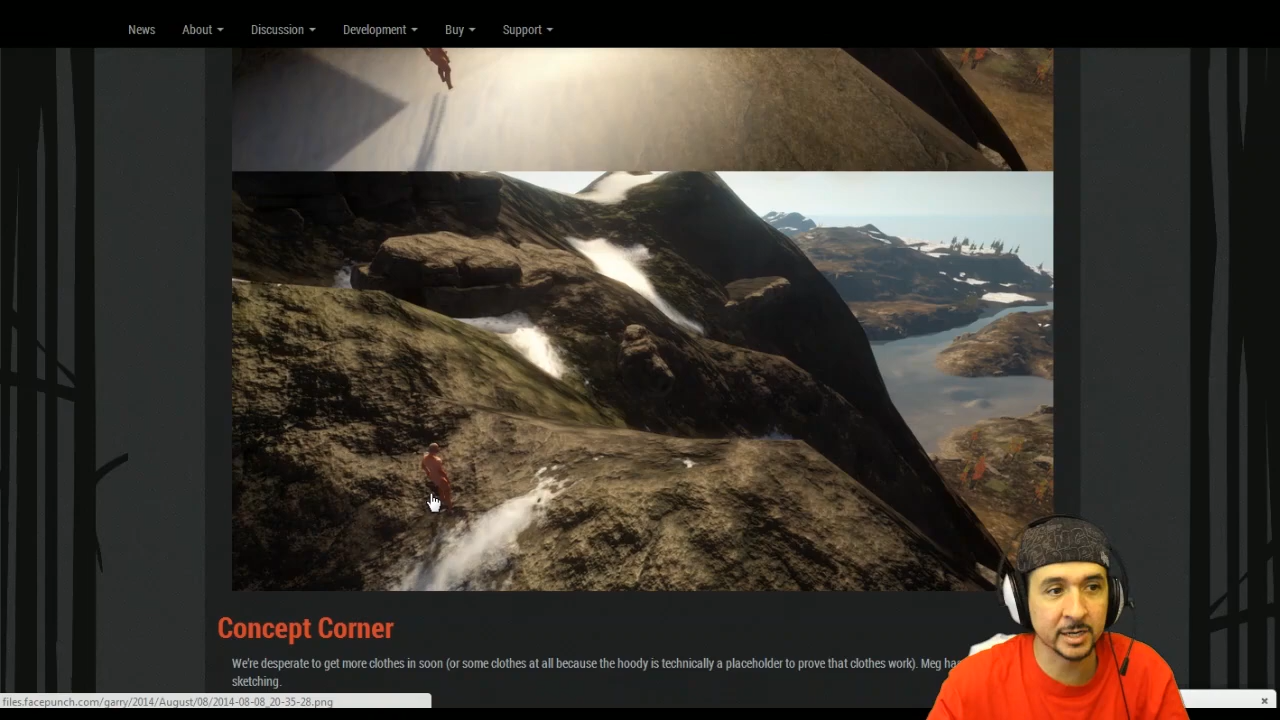 News About Discussion Development Buy Support
Concept Corner
We're desperate to get more clothes in soon (or some clothes at all because the hoody is technically a placeholder to prove that clothes work). Meg
sketching.
files.facepunch.com/garry/2014/August/08/2014-08-08_20-35-28.png